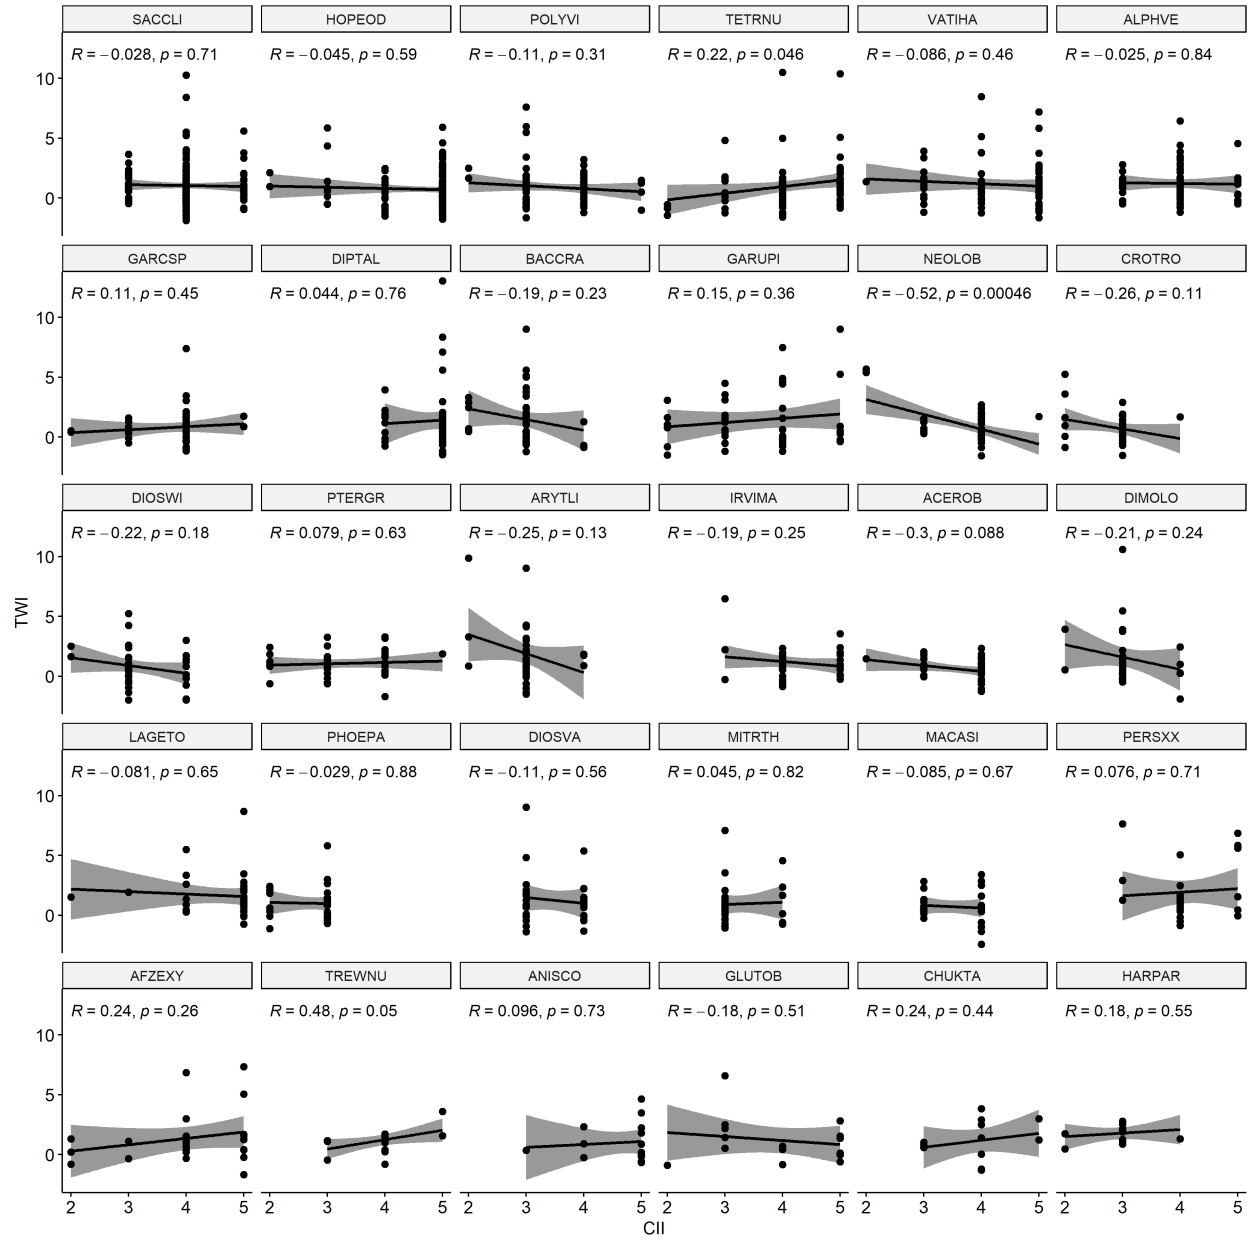 SACCLI HOPEOD POLYVI TETRNU VATIHA ALPHVE
R = −0.028, p = 0.71 R = −0.045, p = 0.59 R = −0.11, p = 0.31 R = 0.22, p = 0.046 R = −0.086, p = 0.46 R = −0.025, p = 0.84
10
5
0
GARCSP DIPTAL BACCRA GARUPI NEOLOB CROTRO
R = 0.11, p = 0.45 R = 0.044, p = 0.76 R = −0.19, p = 0.23 R = 0.15, p = 0.36 R = −0.52, p = 0.00046 R = −0.26, p = 0.11
10
5
0
DIOSWI PTERGR ARYTLI IRVIMA ACEROB DIMOLO
R = −0.22, p = 0.18 R = 0.079, p = 0.63 R = −0.25, p = 0.13 R = −0.19, p = 0.25 R = −0.3, p = 0.088 R = −0.21, p = 0.24
10
5
0
TWI
LAGETO PHOEPA DIOSVA MITRTH MACASI PERSXX
R = −0.081, p = 0.65 R = −0.029, p = 0.88 R = −0.11, p = 0.56 R = 0.045, p = 0.82 R = −0.085, p = 0.67 R = 0.076, p = 0.71
10
5
0
AFZEXY TREWNU ANISCO GLUTOB CHUKTA HARPAR
R = 0.24, p = 0.26 R = 0.48, p = 0.05 R = 0.096, p = 0.73 R = −0.18, p = 0.51 R = 0.24, p = 0.44 R = 0.18, p = 0.55
10
5
0
2 3 4 5 2 3 4 5 2 3 4 5 2 3 4 5 2 3 4 5 2 3 4 5
CII